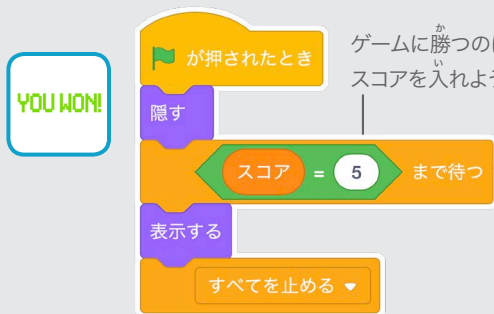 が押されたとき
ゲームに勝つのに
スコアを入れよう
YOU WON!
隠す
スコア = 5 まで待つ
表示する
すべてを止める